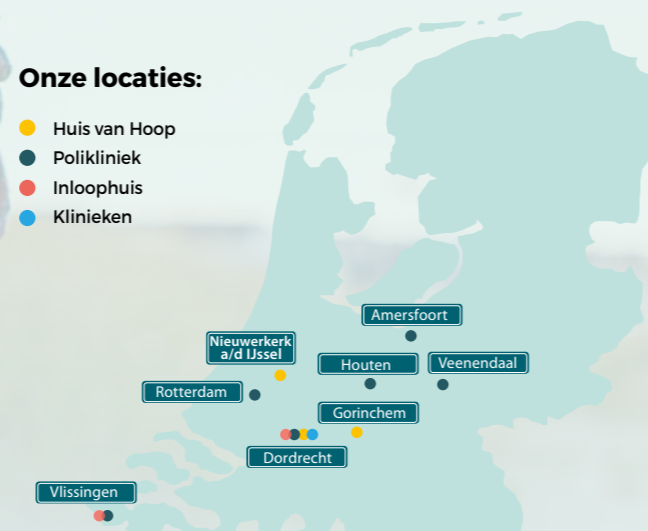 Onze locaties:
Huis van Hoop
Polikliniek
Inloophuis
Klinieken
Amersfoort
Nieuwerkerk
a/d IJssel
Houten
Veenendaal
Rotterdam
Gorinchem
Dordrecht
Vlissingen